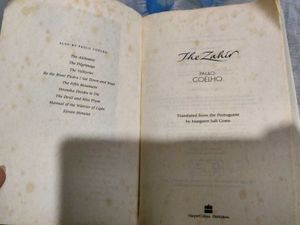 ALSO BY PAULO COELHO
The Alchemist
The Pilgrimage
The Valkyries
By the River Piedra I Sat Down and Wept
The Fifth Mountain
Veronika Decides to Die
The Devil and Miss Prym
Manual of the Warrior of Light
Eleven Minutes
The Zahir
PAULO
COELHO
Translated from the Portuguese
by Margaret Jull Costa
HarperCollins Publishers